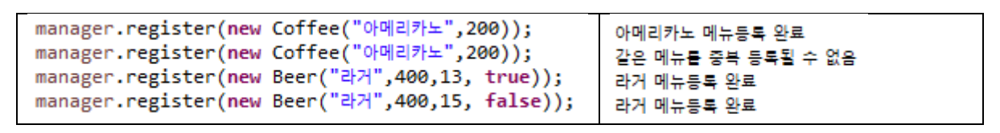 manager.register(new Coffee("아메리카노",200));
manager.register(new Coffee("아메리카노",200));
manager.register(new Beer("라거",400,13, true));
manager.register(new Beer("라거",400,15, false));
아메리카노 메뉴등록 완료
같은 메뉴를 중복 등록될 수 없음
라거 메뉴등록 완료
라거 메뉴등록 완료